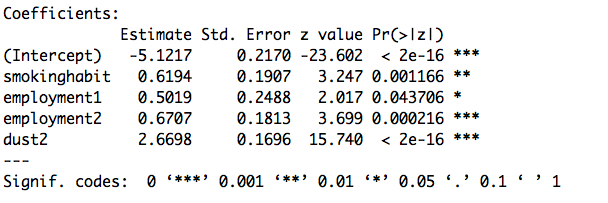 Coefficients:
Estimate Std. Error z value Pr(>|z|)
(Intercept) -5.1217 0.2170 -23.602 < 2e-16 ***
smokinghabit 0.6194 0.1907 3.247 0.001166 **
employment1 0.5019 0.2488 2.017 0.043706 *
employment2 0.6707 0.1813 3.699 0.000216 ***
dust2 2.6698 0.1696 15.740 < 2e-16 ***
---
Signif. codes: 0 ‘***’ 0.001 ‘**’ 0.01 ‘*’ 0.05 ‘.’ 0.1 ‘ ’ 1